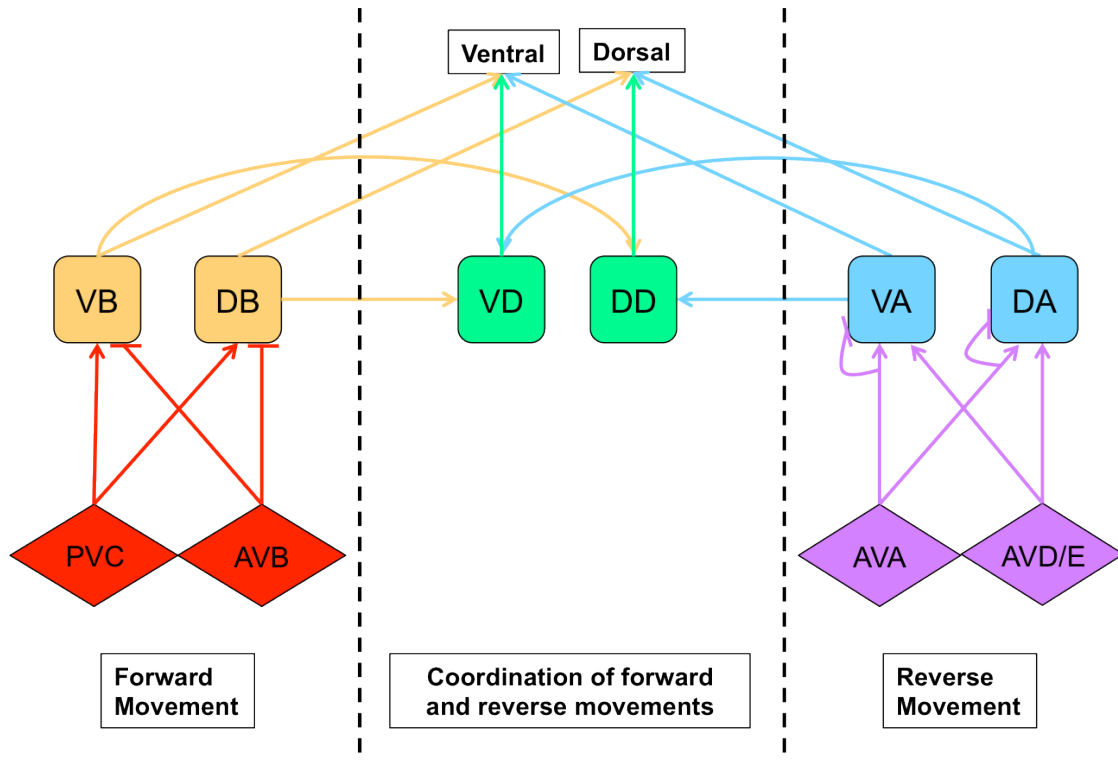 Ventral
Dorsal
VB
DB
VD
DD
VA
DA
PVC
AVB
AVA
AVD/E
Forward
Movement
Coordination of forward
and reverse movements
Reverse
Movement